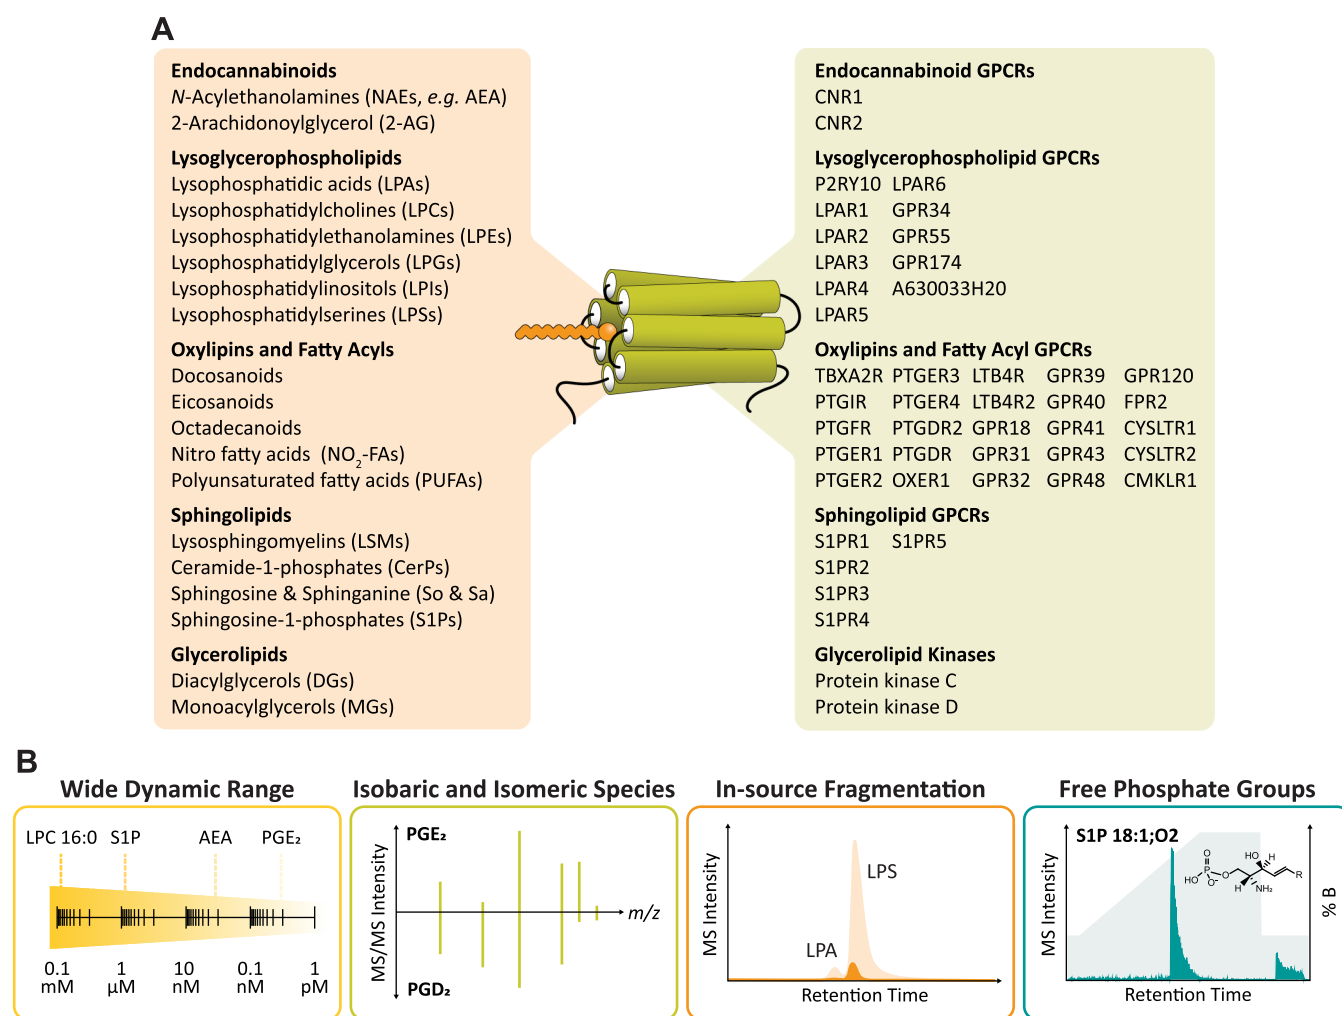 A
Endocannabinoids
N-Acylethanolamines (NAEs, e.g. AEA)
2-Arachidonoylglycerol (2-AG)
Lysoglycerophospholipids
Lysophosphatidic acids (LPAs)
Lysophosphatidylcholines (LPCs)
Lysophosphatidylethanolamines (LPEs)
Lysophosphatidylglycerols (LPGs)
Lysophosphatidylinositols (LPIs)
Lysophosphatidylserines (LPSs)
Oxylipins and Fatty Acyls
Docosanoids
Eicosanoids
Octadecanoids
Nitro fatty acids (NO₂-FAs)
Polyunsaturated fatty acids (PUFAs)
Sphingolipids
Lysosphingomyelins (LSMs)
Ceramide-1-phosphates (CerPs)
Sphingosine & Sphinganine (So & Sa)
Sphingosine-1-phosphates (S1Ps)
Glycerolipids
Diacylglycerols (DGs)
Monoacylglycerols (MGs)
Endocannabinoid GPCRs
CNR1
CNR2
Lysoglycerophospholipid GPCRs
P2RY10 LPAR6
LPAR1 GPR34
LPAR2 GPR55
LPAR3 GPR174
LPAR4 A630033H20
LPAR5
Oxylipins and Fatty Acyl GPCRs
TBXA2R PTGER3 LTB4R GPR39 GPR120
PTGIR PTGER4 LTB4R2 GPR40 FPR2
PTGFR PTGDR2 GPR18 GPR41 CYSLTR1
PTGER1 PTGDR GPR31 GPR43 CYSLTR2
PTGER2 OXER1 GPR32 GPR48 CMKLR1
Sphingolipid GPCRs
S1PR1 S1PR5
S1PR2
S1PR3
S1PR4
Glycerolipid Kinases
Protein kinase C
Protein kinase D
B
Wide Dynamic Range
LPC 16:0 S1P AEA PGE₂
0.1 1 10 0.1 1
mM µM nM nM pM
Isobaric and Isomeric Species
PGE₂
MS/MS Intensity
m/z
PGD₂
In-source Fragmentation
MS Intensity
LPS
LPA
Retention Time
Free Phosphate Groups
S1P 18:1;O2
MS Intensity
O
HO P O
O⁻
HO H
H NH₂ R
% B
Retention Time